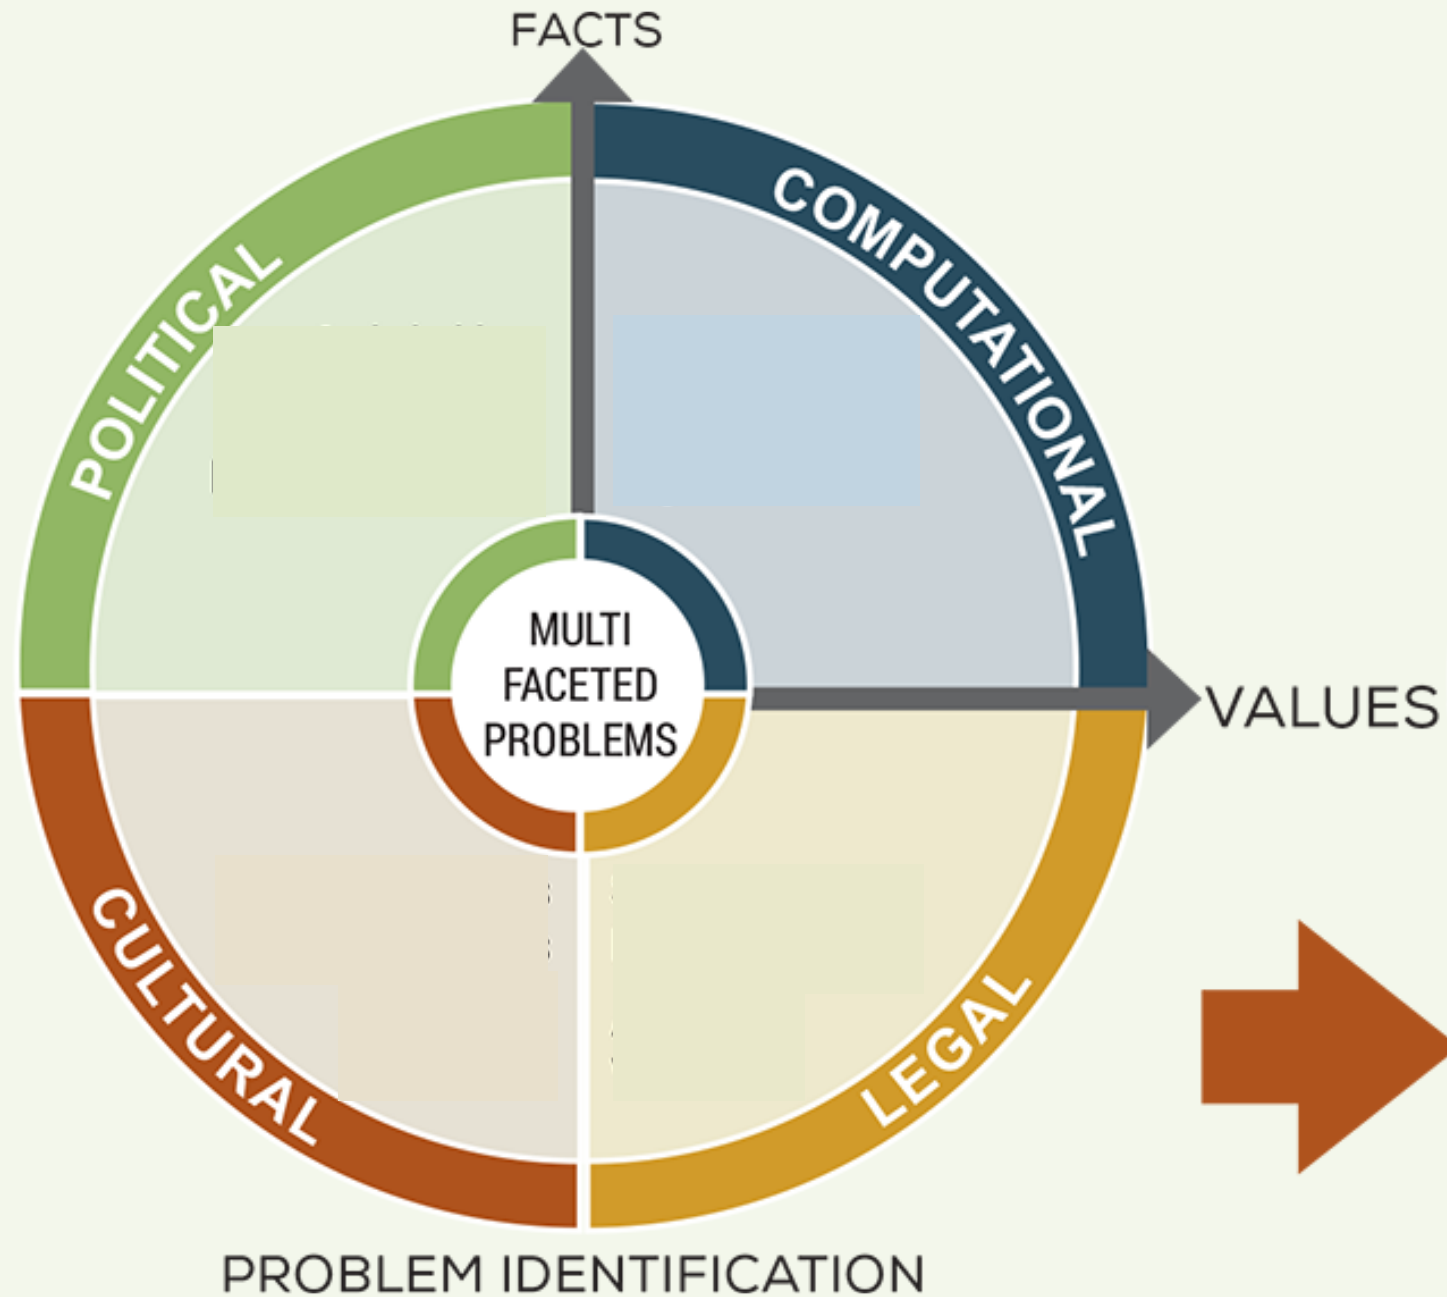 FACTS
POLITICAL
COMPUTATIONAL
MULTI
FACETED
PROBLEMS
VALUES
CULTURAL
LEGAL
PROBLEM IDENTIFICATION